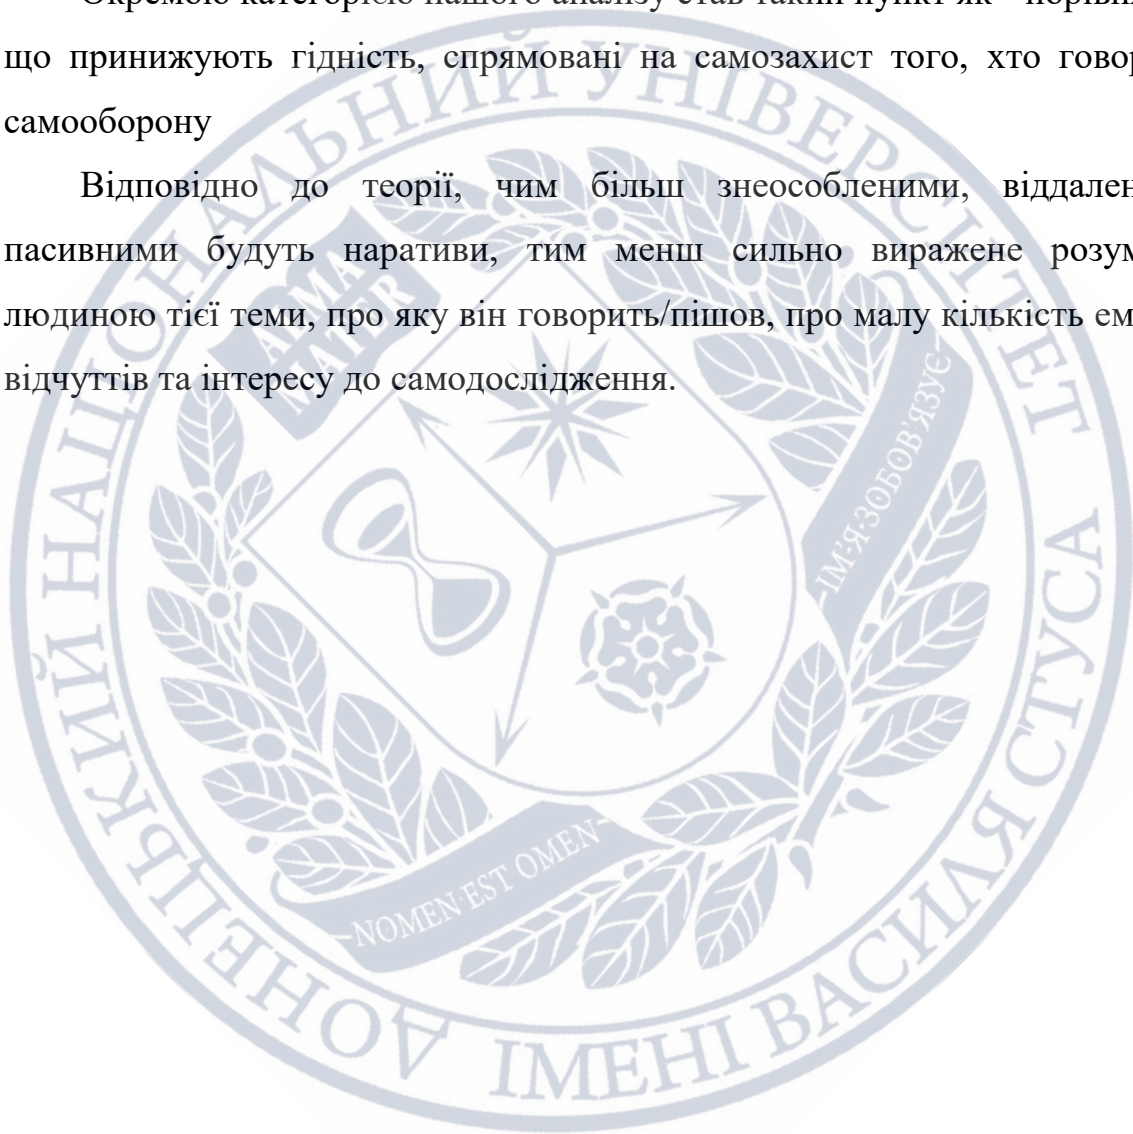 Окремою категорією нашого аналізу став такий пункт як
що принижують гідність, спрямовані на самозахист того, хто
самооборону
Відповідно до теорії, чим більш знеособленими,
пасивними будуть наративи, тим менш сильно виражене
людиною тієї теми, про яку він говорить/пішов, про малу кількість
відчуттів та інтересу до самодослідження.
ДОНЕЦЬКИЙ НАЦІОНАЛЬНИЙ УНІВЕРСИТЕТ
ІМЕНІ ВАСИЛЯ СТУСА
ALMA
MATER
ІМ'Я·ЗОБОВ'ЯЗУЄ
NOMEN·EST OMEN